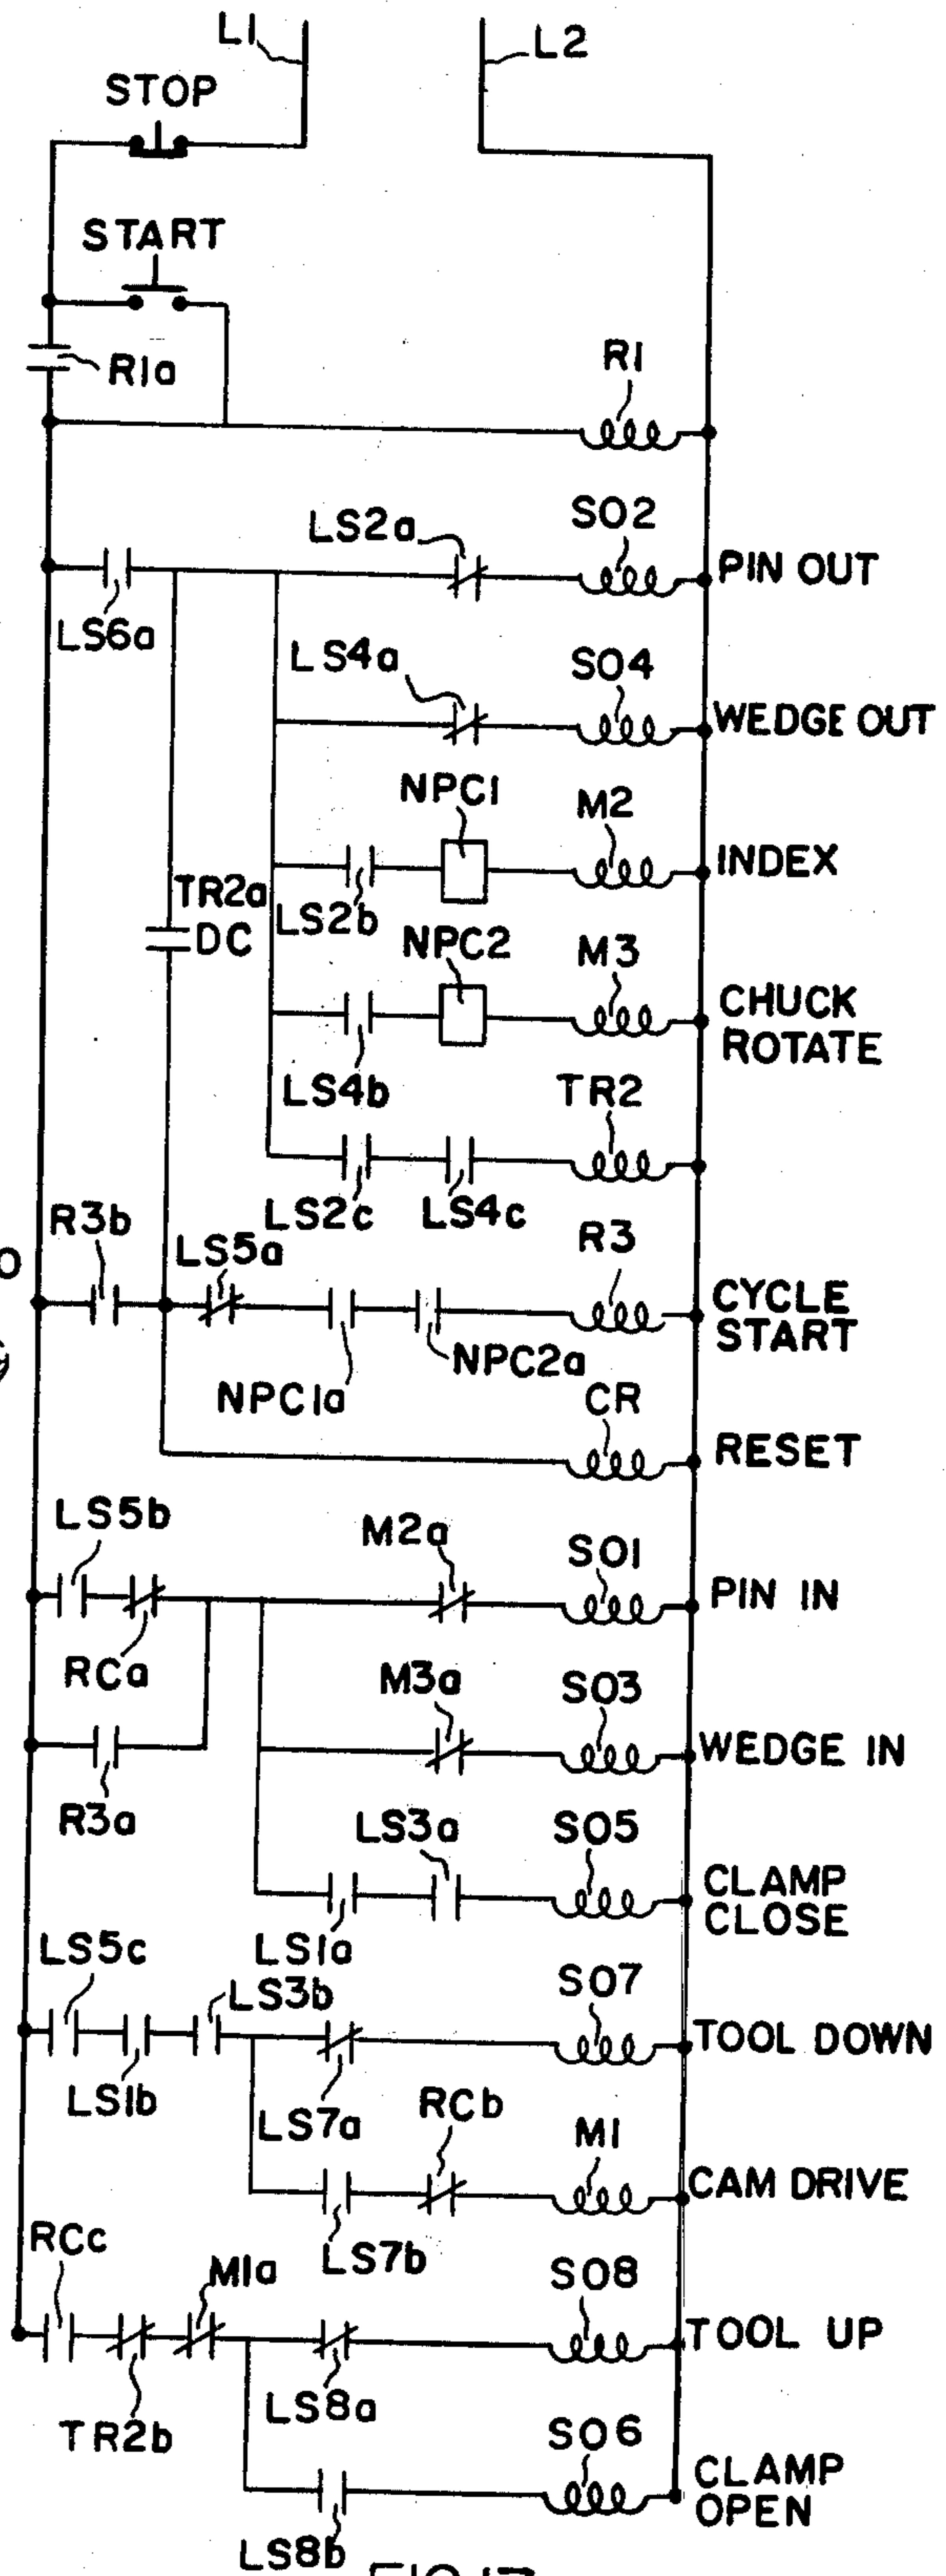 L1
L2
STOP
START
R1a
R1
LS2a
SO2
PIN OUT
LS6a
LS4a
SO4
WEDGE OUT
NPC1
M2
INDEX
TR2a
DC
LS2b
NPC2
M3
CHUCK
ROTATE
LS4b
TR2
LS2c
LS4c
R3b
LS5a
R3
CYCLE
START
NPC1a
NPC2a
CR
RESET
LS5b
M2a
SO1
PIN IN
RCa
M3a
SO3
WEDGE IN
R3a
LS3a
SO5
CLAMP
CLOSE
LS1a
LS5c
LS3b
SO7
TOOL DOWN
LS1b
LS7a
RCb
M1
CAM DRIVE
LS7b
RCc
M1a
SO8
TOOL UP
LS8a
TR2b
SO6
CLAMP
OPEN
LS8b